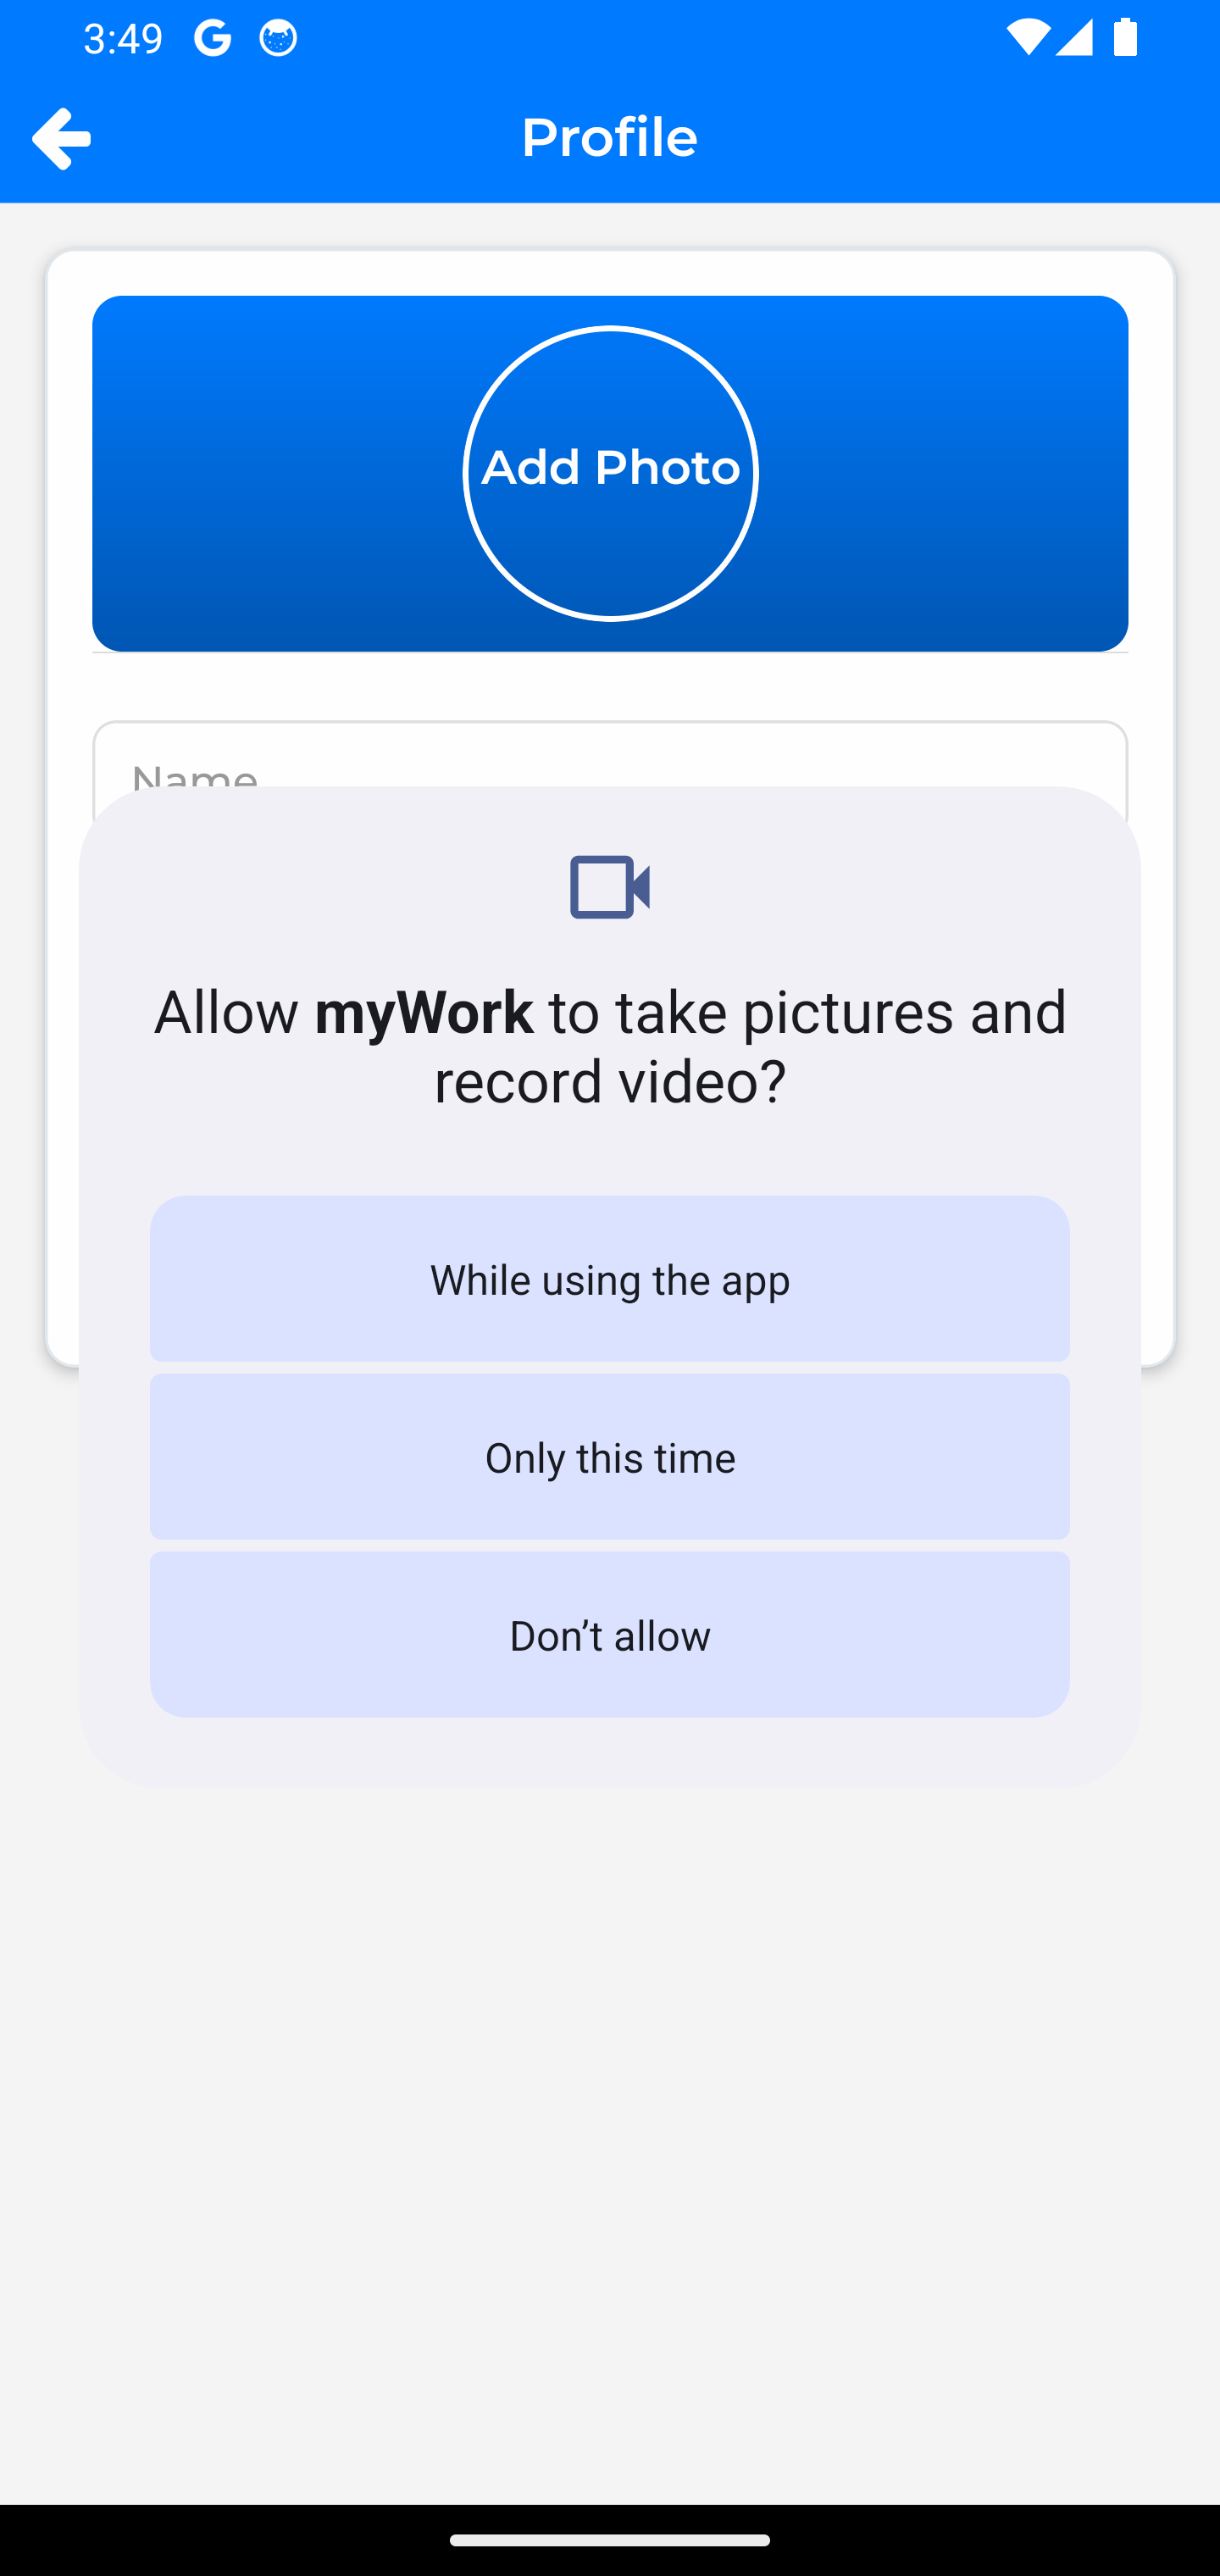 3:49
Profile
Add Photo
Name
Allow myWork to take pictures and
record video?
While using the app
Only this time
Don’t allow